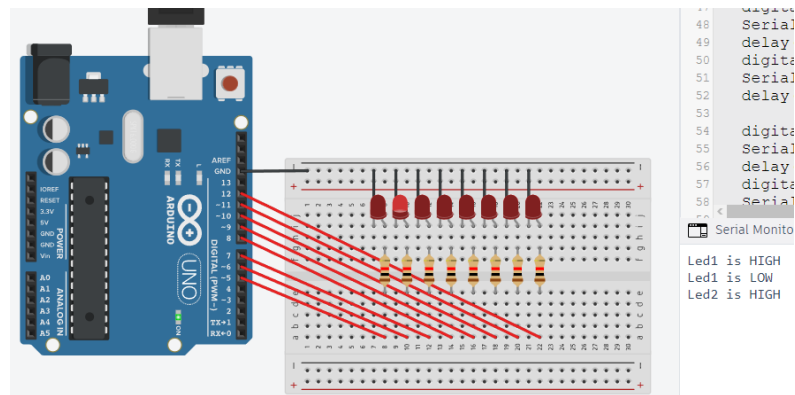 48 Serial
49 delay
50 digita
51 Serial
52 delay
53
54 digita
55 Serial
56 delay
57 digita
58 Serial
Serial Monito
Led1 is HIGH
Led1 is LOW
Led2 is HIGH
AREF
GND
13
12
~11
~10
~9
8
7
~6
~5
4
~3
2
TX→1
RX←0
DIGITAL (PWM~)
IOREF
RESET
3.3V
5V
GND
GND
Vin
POWER
A0
A1
A2
A3
A4
A5
ANALOG IN
RX
TX
L
ARDUINO
UNO
ON